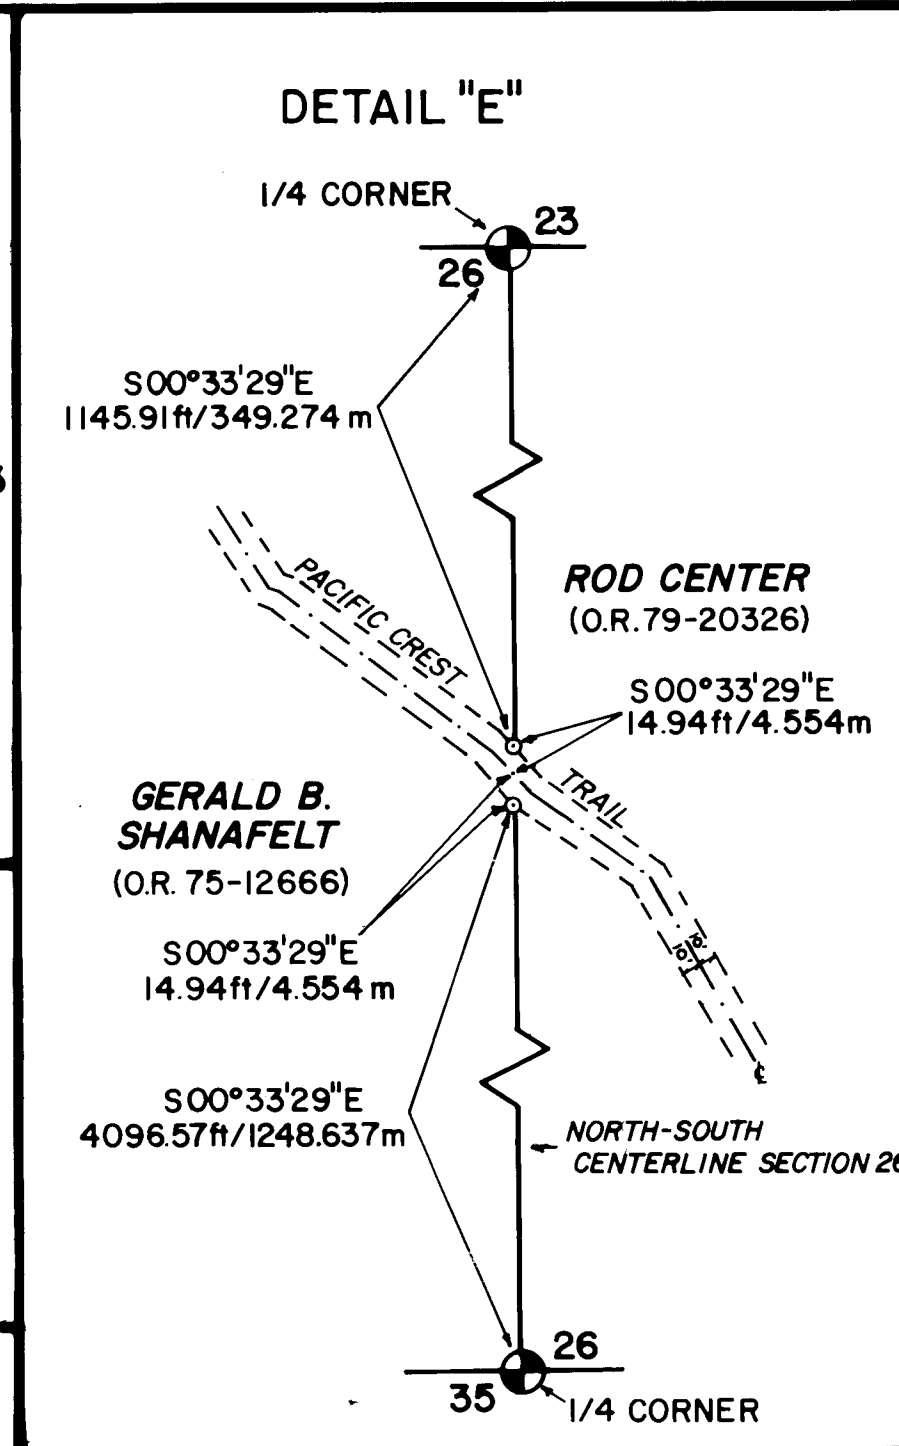 DETAIL "E"
1/4 CORNER
23
26
S00°33'29"E
1145.91ft/349.274m
PACIFIC CREST
ROD CENTER
(O.R.79-20326)
S00°33'29"E
14.94ft/4.554m
TRAIL
GERALD B.
SHANAFELT
(O.R. 75-12666)
S00°33'29"E
14.94ft/4.554m
10' 10'
℄
S00°33'29"E
4096.57ft/1248.637m
NORTH-SOUTH
CENTERLINE SECTION 26
26
35
1/4 CORNER